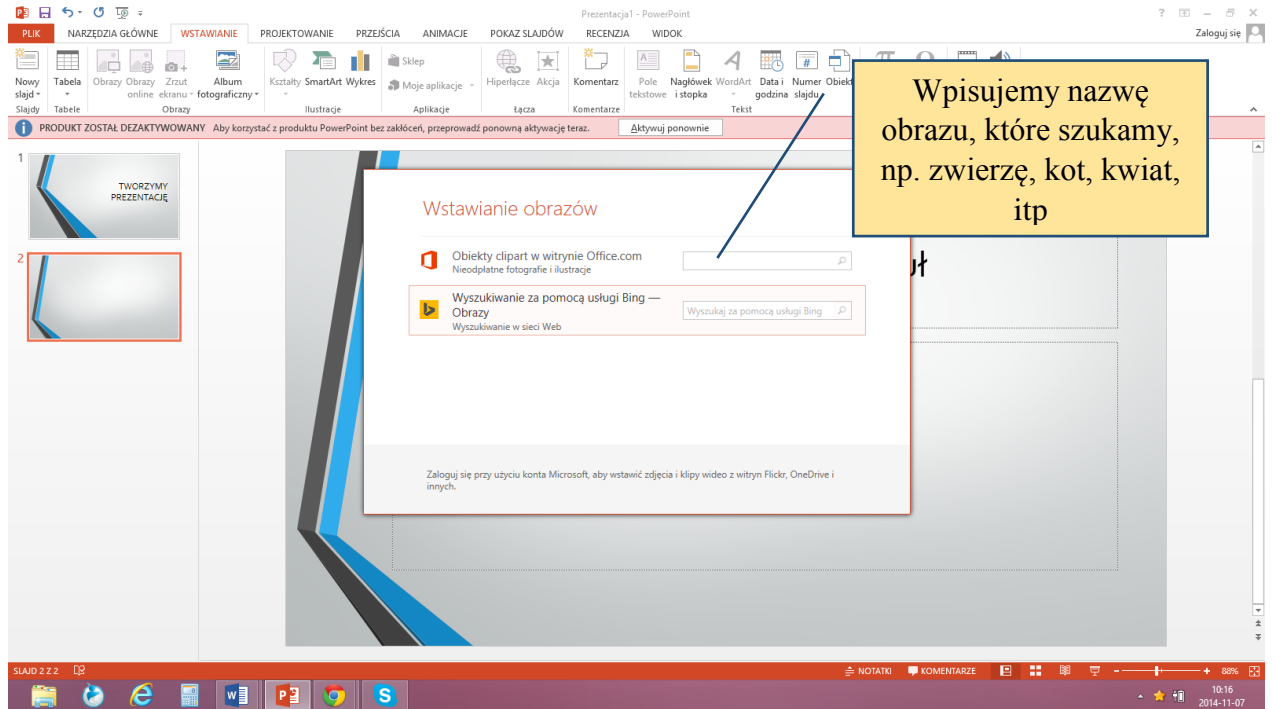 Prezentacja1 - PowerPoint
PLIK NARZĘDZIA GŁÓWNE WSTAWIANIE PROJEKTOWANIE PRZEJŚCIA ANIMACJE POKAZ SLAJDÓW RECENZJA WIDOK Zaloguj się
Nowy slajd
Tabela
Obrazy
Obrazy online
Zrzut ekranu
Album fotograficzny
Kształty
SmartArt
Wykres
Sklep
Moje aplikacje
Hiperłącze
Akcja
Komentarz
Pole tekstowe
Nagłówek i stopka
WordArt
Data i godzina
Numer slajdu
Obiekt
Slajdy Tabele Obrazy Ilustracje Aplikacje Łącza Komentarze Tekst
PRODUKT ZOSTAŁ DEZAKTYWOWANY Aby korzystać z produktu PowerPoint bez zakłóceń, przeprowadź ponowną aktywację teraz. Aktywuj ponownie
Wpisujemy nazwę
obrazu, które szukamy,
np. zwierzę, kot, kwiat,
itp
1
TWORZYMY
PREZENTACJĘ
2
Wstawianie obrazów
Obiekty clipart w witrynie Office.com
Nieodpłatne fotografie i ilustracje
Wyszukiwanie za pomocą usługi Bing —
Obrazy
Wyszukiwanie w sieci Web
Wyszukaj za pomocą usługi Bing
Zaloguj się przy użyciu konta Microsoft, aby wstawić zdjęcia i klipy wideo z witryn Flickr, OneDrive i
innych.
SLAJD 2 Z 2 NOTATKI KOMENTARZE 88%
10:16
2014-11-07